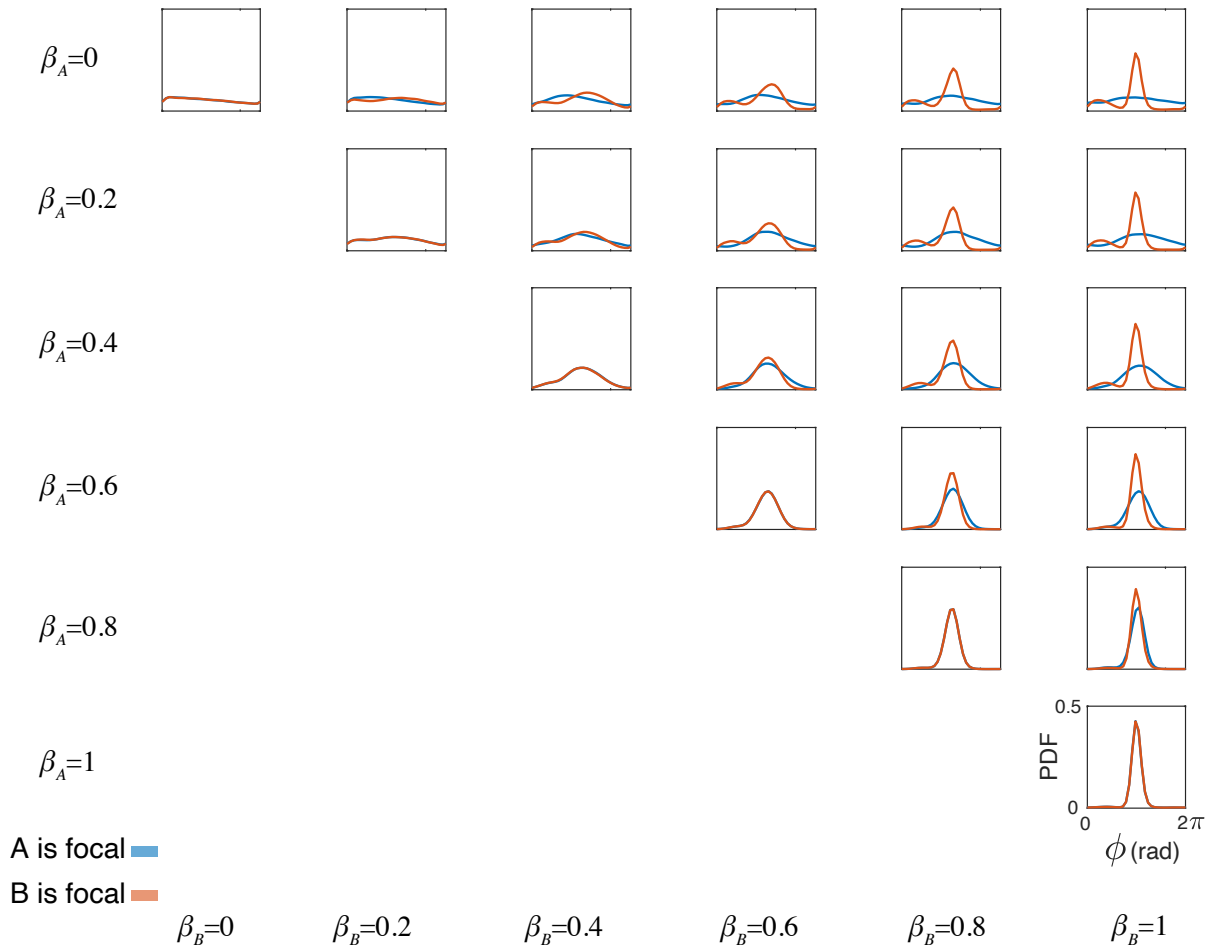 β_A=0
β_A=0.2
β_A=0.4
β_A=0.6
β_A=0.8
0.5
PDF
β_A=1
0
0
2π
ϕ (rad)
A is focal
B is focal
β_B=0
β_B=0.2
β_B=0.4
β_B=0.6
β_B=0.8
β_B=1